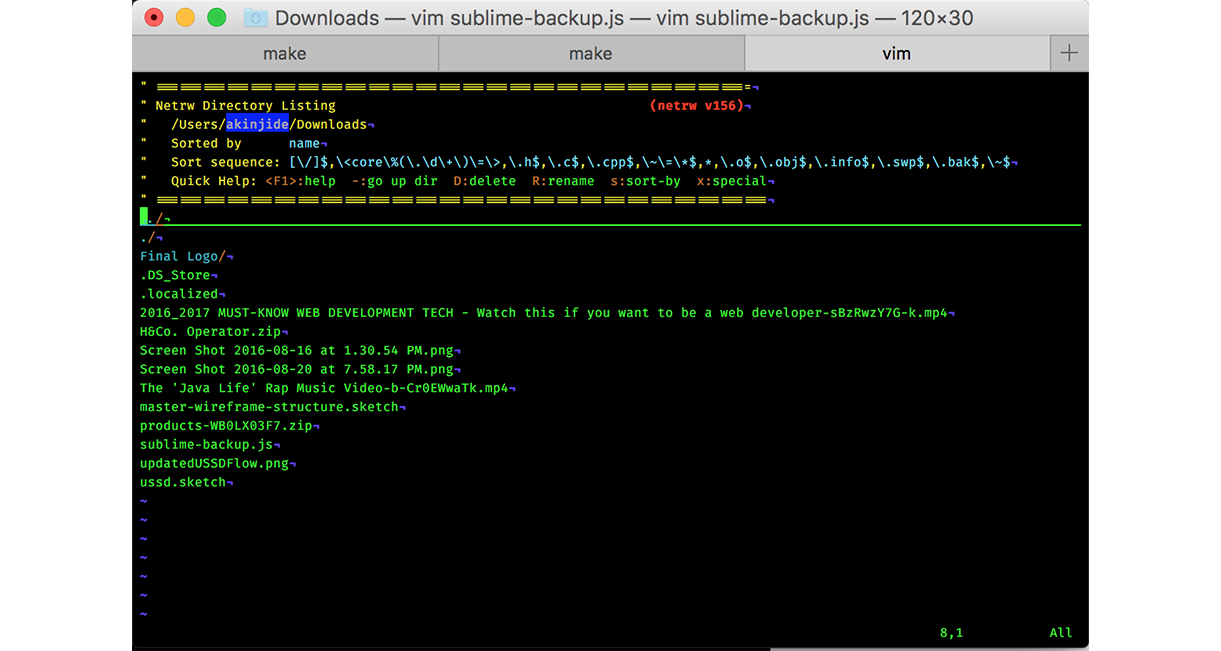 Downloads — vim sublime-backup.js — vim sublime-backup.js — 120×30
make make vim +
" ==============================================================================¬
" Netrw Directory Listing (netrw v156)¬
" /Users/akinjide/Downloads¬
" Sorted by name¬
" Sort sequence: [\/]$,\<core\%(\.\d\+\)\=\>,\.h$,\.c$,\.cpp$,\~\=\*$,*,\.o$,\.obj$,\.info$,\.swp$,\.bak$,\~$¬
" Quick Help: <F1>:help -:go up dir D:delete R:rename s:sort-by x:special¬
" ==============================================================================¬
../¬
./¬
Final Logo/¬
.DS_Store¬
.localized¬
2016_2017 MUST-KNOW WEB DEVELOPMENT TECH - Watch this if you want to be a web developer-sBzRwzY7G-k.mp4¬
H&Co. Operator.zip¬
Screen Shot 2016-08-16 at 1.30.54 PM.png¬
Screen Shot 2016-08-20 at 7.58.17 PM.png¬
The 'Java Life' Rap Music Video-b-Cr0EWwaTk.mp4¬
master-wireframe-structure.sketch¬
products-WB0LX03F7.zip¬
sublime-backup.js¬
updatedUSSDFlow.png¬
ussd.sketch¬
~
~
~
~
~
~
~
8,1 All